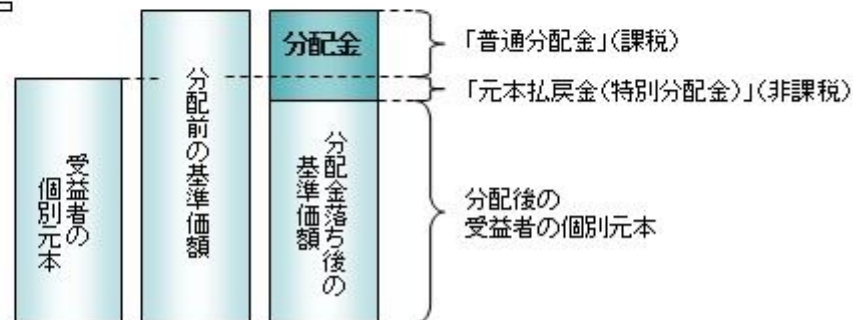 分配金
「普通分配金」(課税)
「元本払戻金(特別分配金)」(非課税)
受益者の
個別元本
分配前の基準価額
分配金落ち後の
基準価額
分配後の
受益者の個別元本